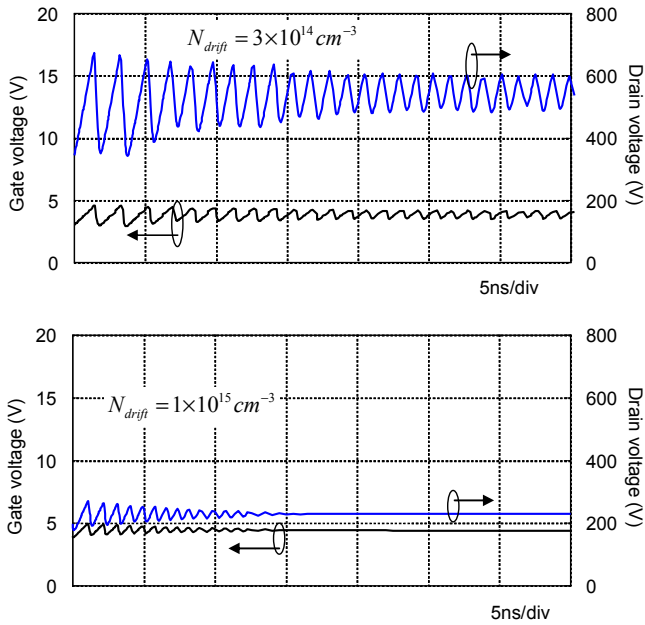 20
15
10
5
0
Gate voltage (V)
N_drift = 3×10^14 cm^−3
800
600
400
200
0
Drain voltage (V)
5ns/div
20
15
10
5
0
Gate voltage (V)
N_drift = 1×10^15 cm^−3
800
600
400
200
0
Drain voltage (V)
5ns/div